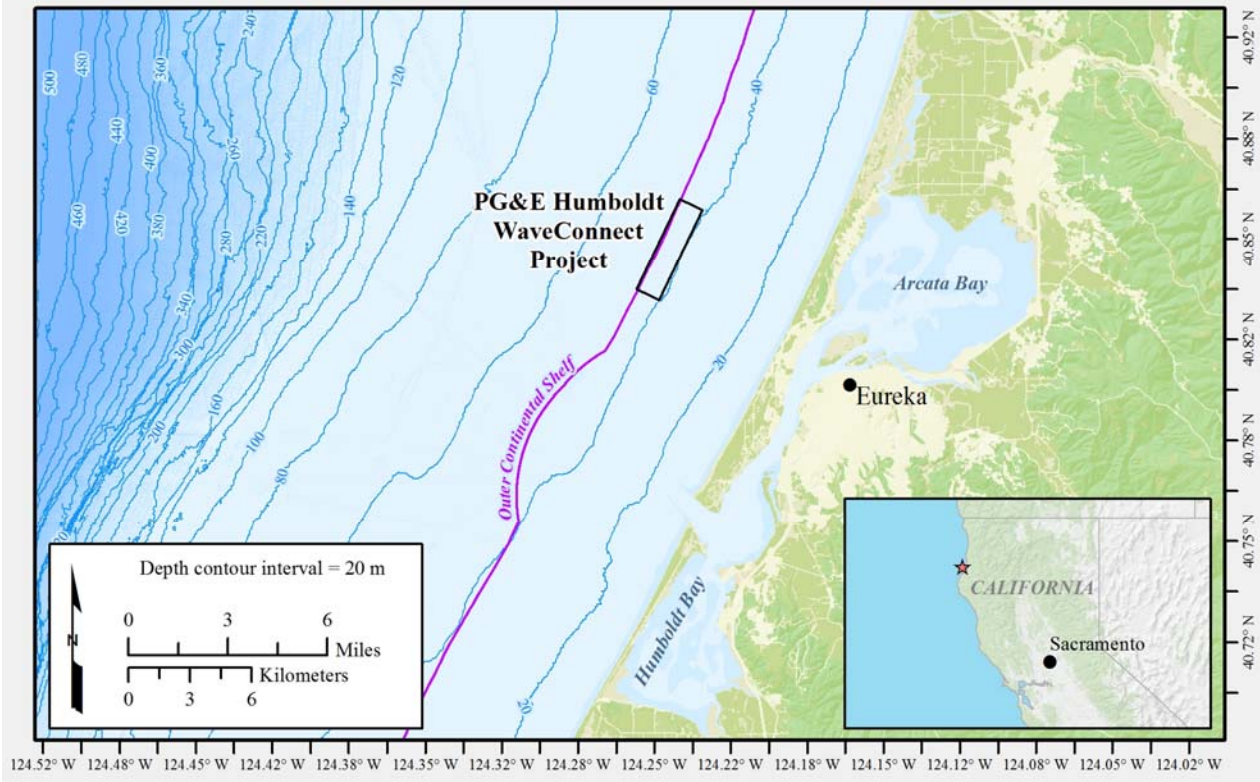 240
500
480
360
120
60
40
440
400
260
460
420
380
280
220
140
340
300
160
200
100
80
20
20
20
PG&E Humboldt
WaveConnect
Project
Outer Continental Shelf
Arcata Bay
Eureka
Humboldt Bay
Depth contour interval = 20 m
0 3 6
Miles
Kilometers
0 3 6
N
CALIFORNIA
Sacramento
40.92° N
40.88° N
40.85° N
40.82° N
40.78° N
40.75° N
40.72° N
124.52° W 124.48° W 124.45° W 124.42° W 124.38° W 124.35° W 124.32° W 124.28° W 124.25° W 124.22° W 124.18° W 124.15° W 124.12° W 124.08° W 124.05° W 124.02° W